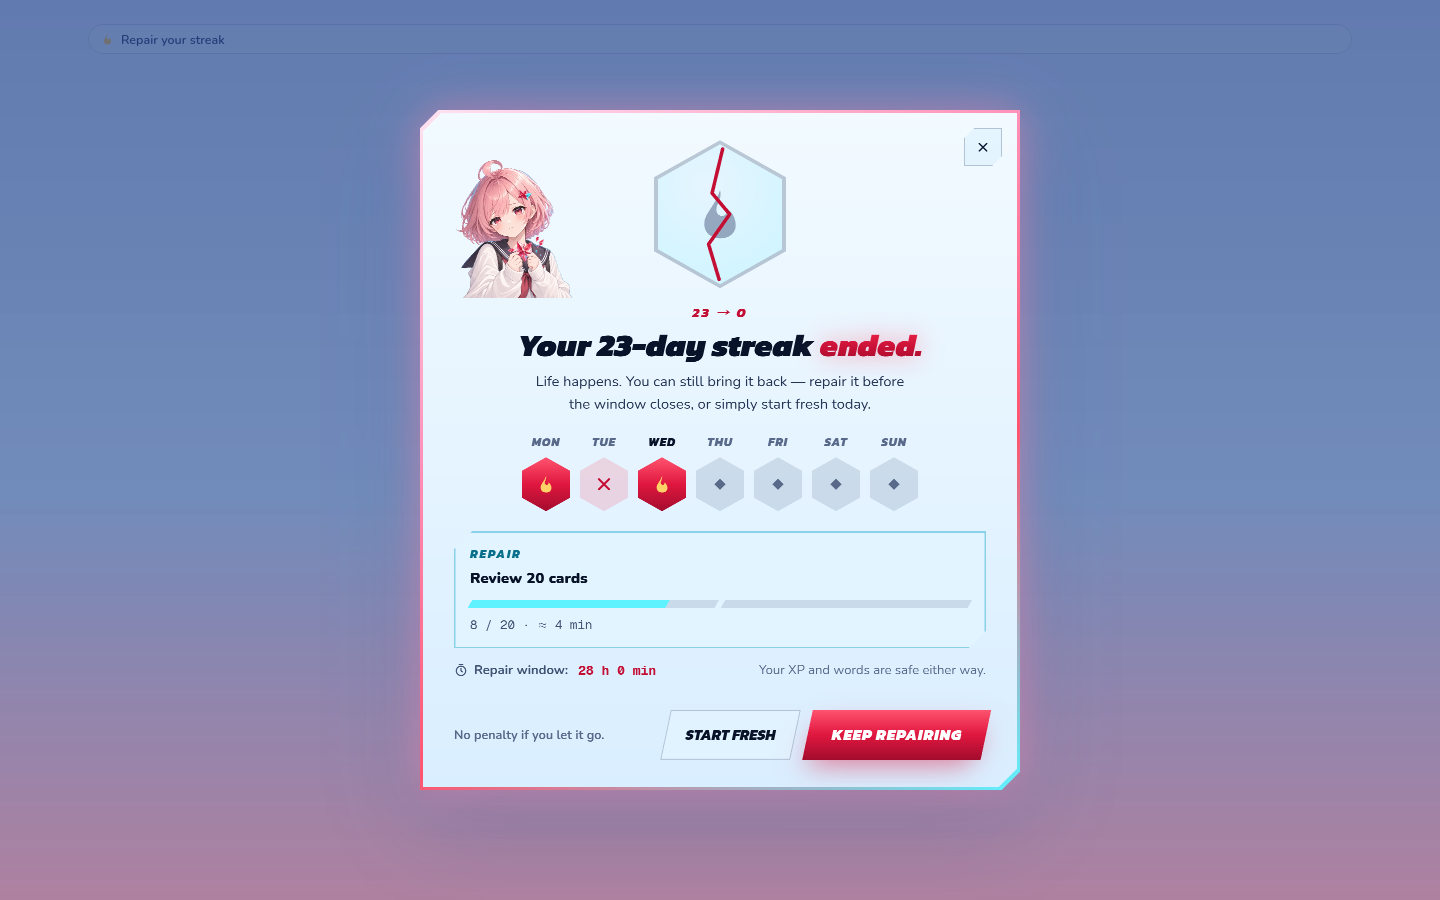 Repair your streak
23 → 0
Your 23-day streak ended.
Life happens. You can still bring it back — repair it before
the window closes, or simply start fresh today.
MON TUE WED THU FRI SAT SUN
REPAIR
Review 20 cards
8 / 20 · ≈ 4 min
Repair window: 28 h 0 min
Your XP and words are safe either way.
No penalty if you let it go.
START FRESH
KEEP REPAIRING